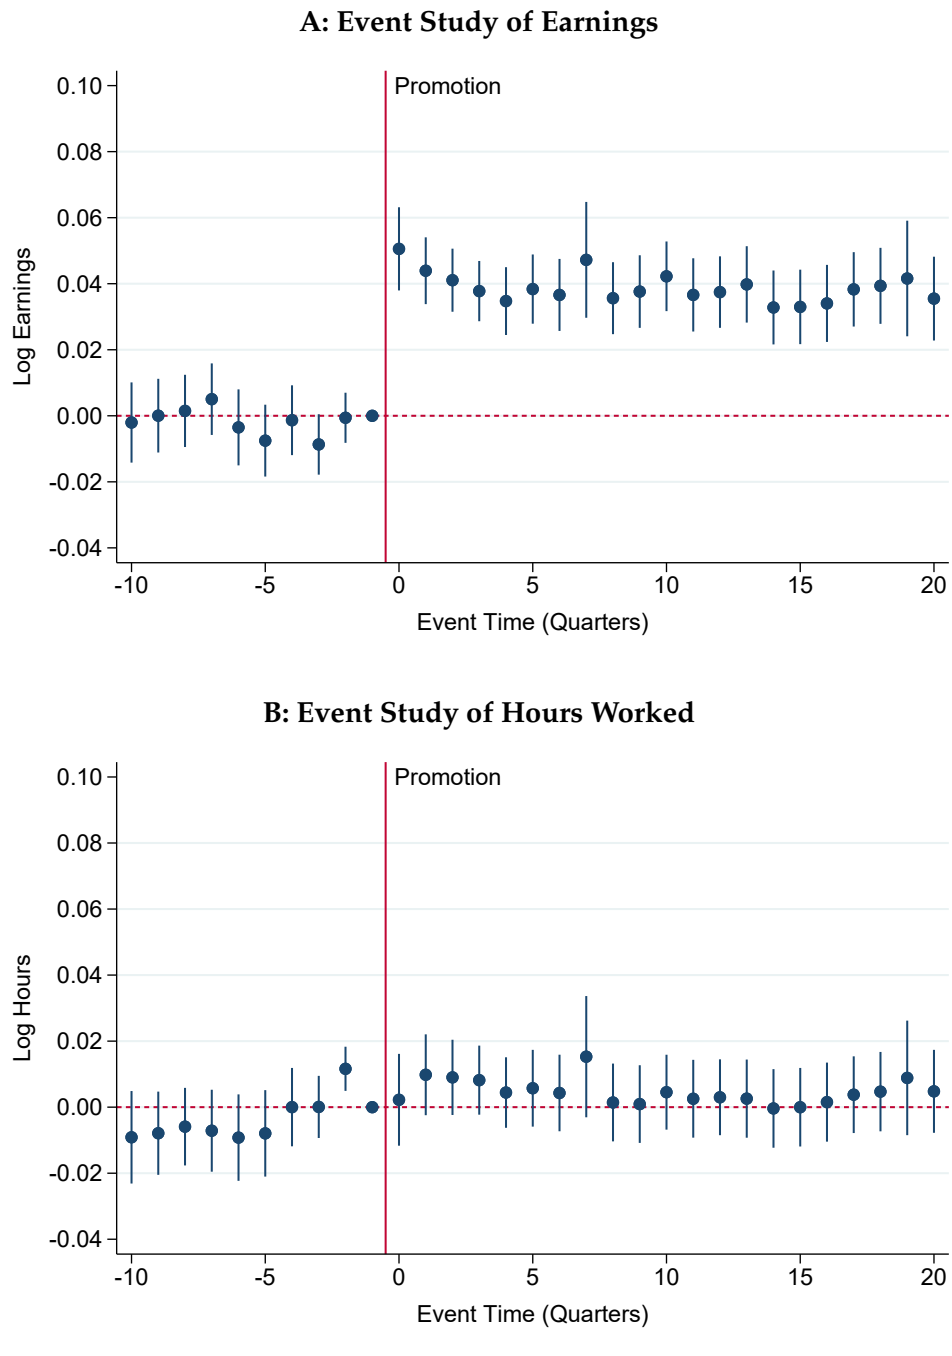 A: Event Study of Earnings
Promotion
0.10
0.08
0.06
0.04
0.02
0.00
-0.02
-0.04
Log Earnings
-10 -5 0 5 10 15 20
Event Time (Quarters)
B: Event Study of Hours Worked
Promotion
0.10
0.08
0.06
0.04
0.02
0.00
-0.02
-0.04
Log Hours
-10 -5 0 5 10 15 20
Event Time (Quarters)